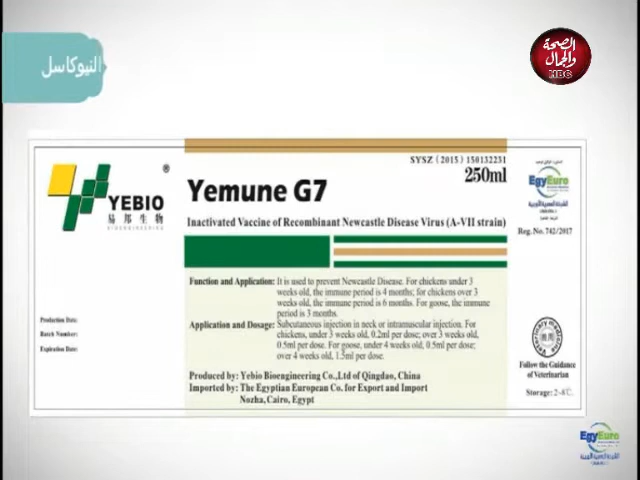 النيوكاسل
الصحة
والجمال
HBC
SYSZ (2015) 150132231
250ml
YEBIO
易邦生物
BIOENGINEERING
®
Yemune G7
Inactivated Vaccine of Recombinant Newcastle Disease Virus (A-VII strain)
EgyEuro
الشركة المصرية الأوربية
Reg. No. 742/2017
Function and Application: It is used to prevent Newcastle Disease. For chickens under 3
weeks old, the immune period is 4 months; for chickens over 3
weeks old, the immune period is 6 months. For goose, the immune
period is 3 months.
Application and Dosage: Subcutaneous injection in neck or intramuscular injection. For
chickens, under 3 weeks old, 0.2ml per dose; over 3 weeks old,
0.5ml per dose. For goose, under 4 weeks old, 0.5ml per dose;
over 4 weeks old, 1.5ml per dose.
Production Date:
Batch Number:
Expiration Date:
Produced by: Yebio Bioengineering Co.,Ltd of Qingdao, China
Imported by: The Egyptian European Co. for Export and Import
Nozha, Cairo, Egypt
Veterinary medicine
Follow the Guidance
of Veterinarian
Storage: 2~8℃.
EgyEuro
الشركة المصرية الأوربية